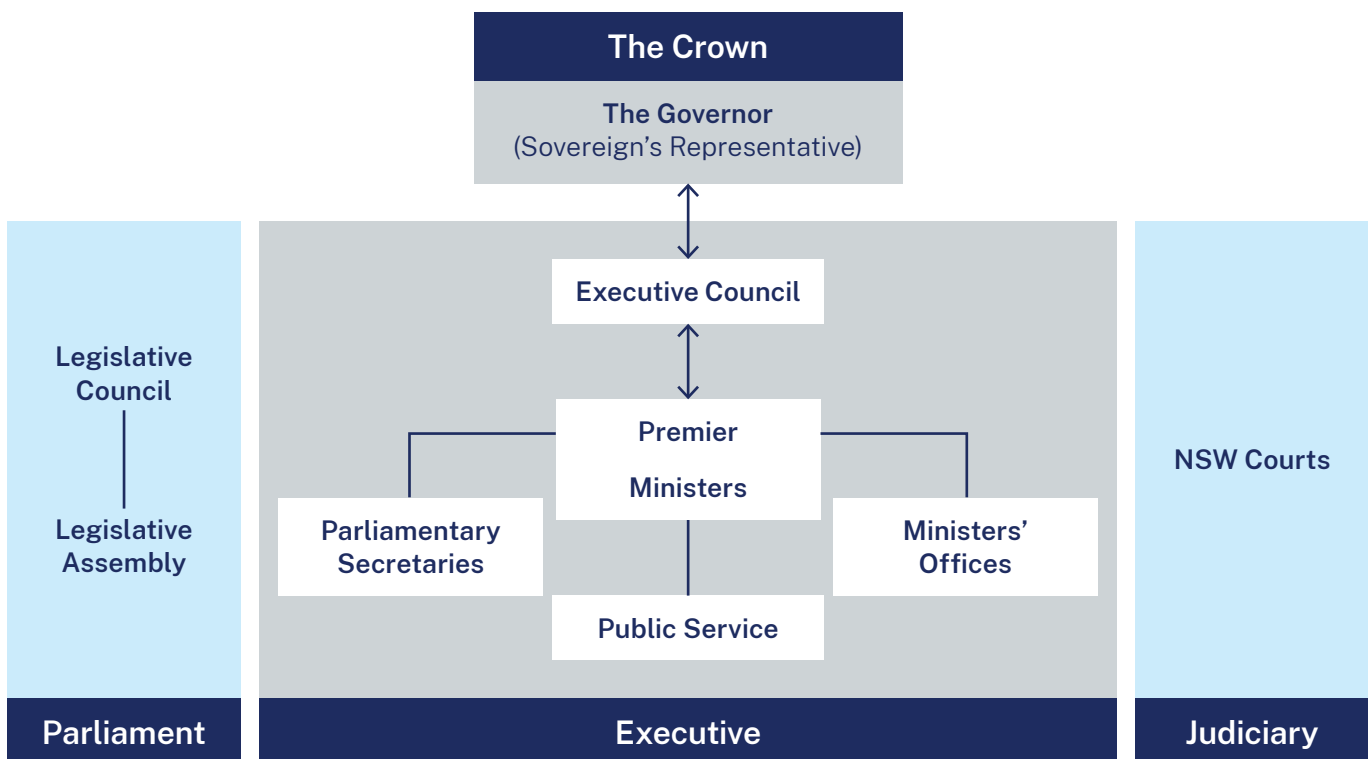 The Crown
The Governor
(Sovereign’s Representative)
Legislative
Council
Legislative
Assembly
Parliament
Executive Council
Premier
Ministers
Parliamentary
Secretaries
Ministers’
Offices
Public Service
Executive
NSW Courts
Judiciary